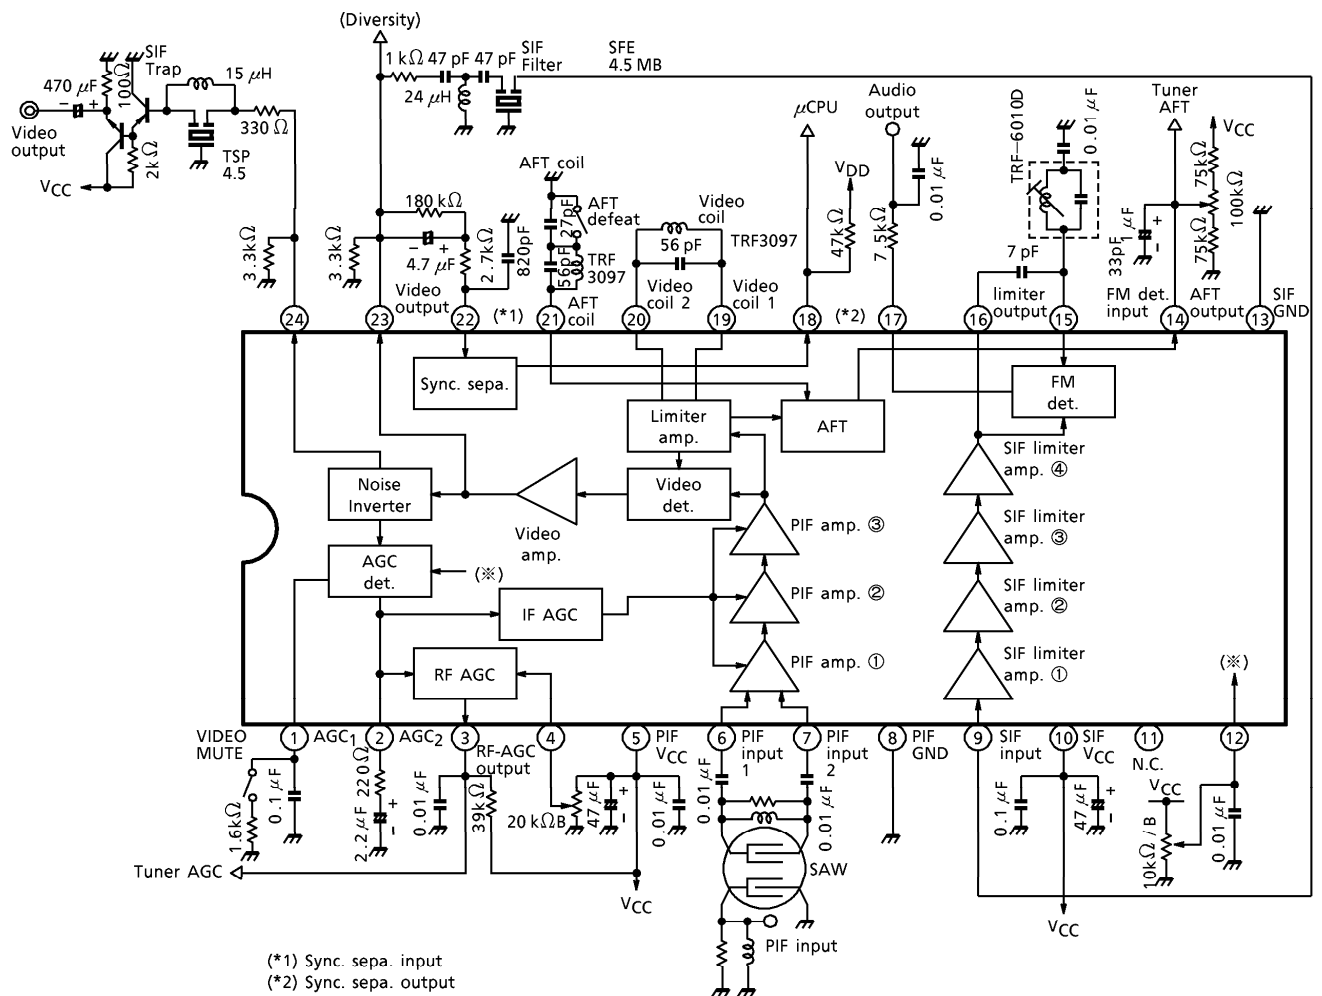 (Diversity)
SIF
Trap
470 μF
− +
100Ω
15 μH
330 Ω
Video
output
2kΩ
TSP
4.5
VCC
1 kΩ 47 pF 47 pF
24 μH
SIF
Filter
SFE
4.5 MB
μCPU
Audio
output
VDD
0.01 μF
TRF−6010D
0.01 μF
Tuner
AFT
VCC
75kΩ
100kΩ
75kΩ
1 μF
+
-
33pF
3.3kΩ
3.3kΩ
180 kΩ
+
4.7 μF
2.7kΩ
820pF
AFT coil
27pF
56pF
AFT
defeat
TRF
3097
Video
coil
56 pF
TRF3097
47kΩ
7.5kΩ
7 pF
Video
output
(*1)
AFT
coil
Video
coil 2
Video
coil 1
(*2)
limiter
output
FM det.
input
AFT
output
SIF
GND
24
23
22
21
20
19
18
17
16
15
14
13
Sync. sepa.
Limiter
amp.
AFT
FM
det.
Noise
Inverter
Video
amp.
Video
det.
SIF limiter
amp. ④
PIF amp. ③
SIF limiter
amp. ③
AGC
det.
(※)
IF AGC
PIF amp. ②
SIF limiter
amp. ②
RF AGC
PIF amp. ①
SIF limiter
amp. ①
(※)
1
2
3
4
5
6
7
8
9
10
11
12
VIDEO
MUTE
AGC1
AGC2
RF-AGC
output
PIF
VCC
PIF
input
1
PIF
input
2
PIF
GND
SIF
input
SIF
VCC
N.C.
1.6kΩ
0.1 μF
220Ω
2.2 μF
+
-
0.01 μF
39kΩ
20 kΩB
47 μF
+
-
0.01 μF
0.01 μF
0.01 μF
SAW
0.1 μF
47 μF
+
-
VCC
10kΩ / B
0.01 μF
Tuner AGC
VCC
VCC
PIF input
(*1) Sync. sepa. input
(*2) Sync. sepa. output